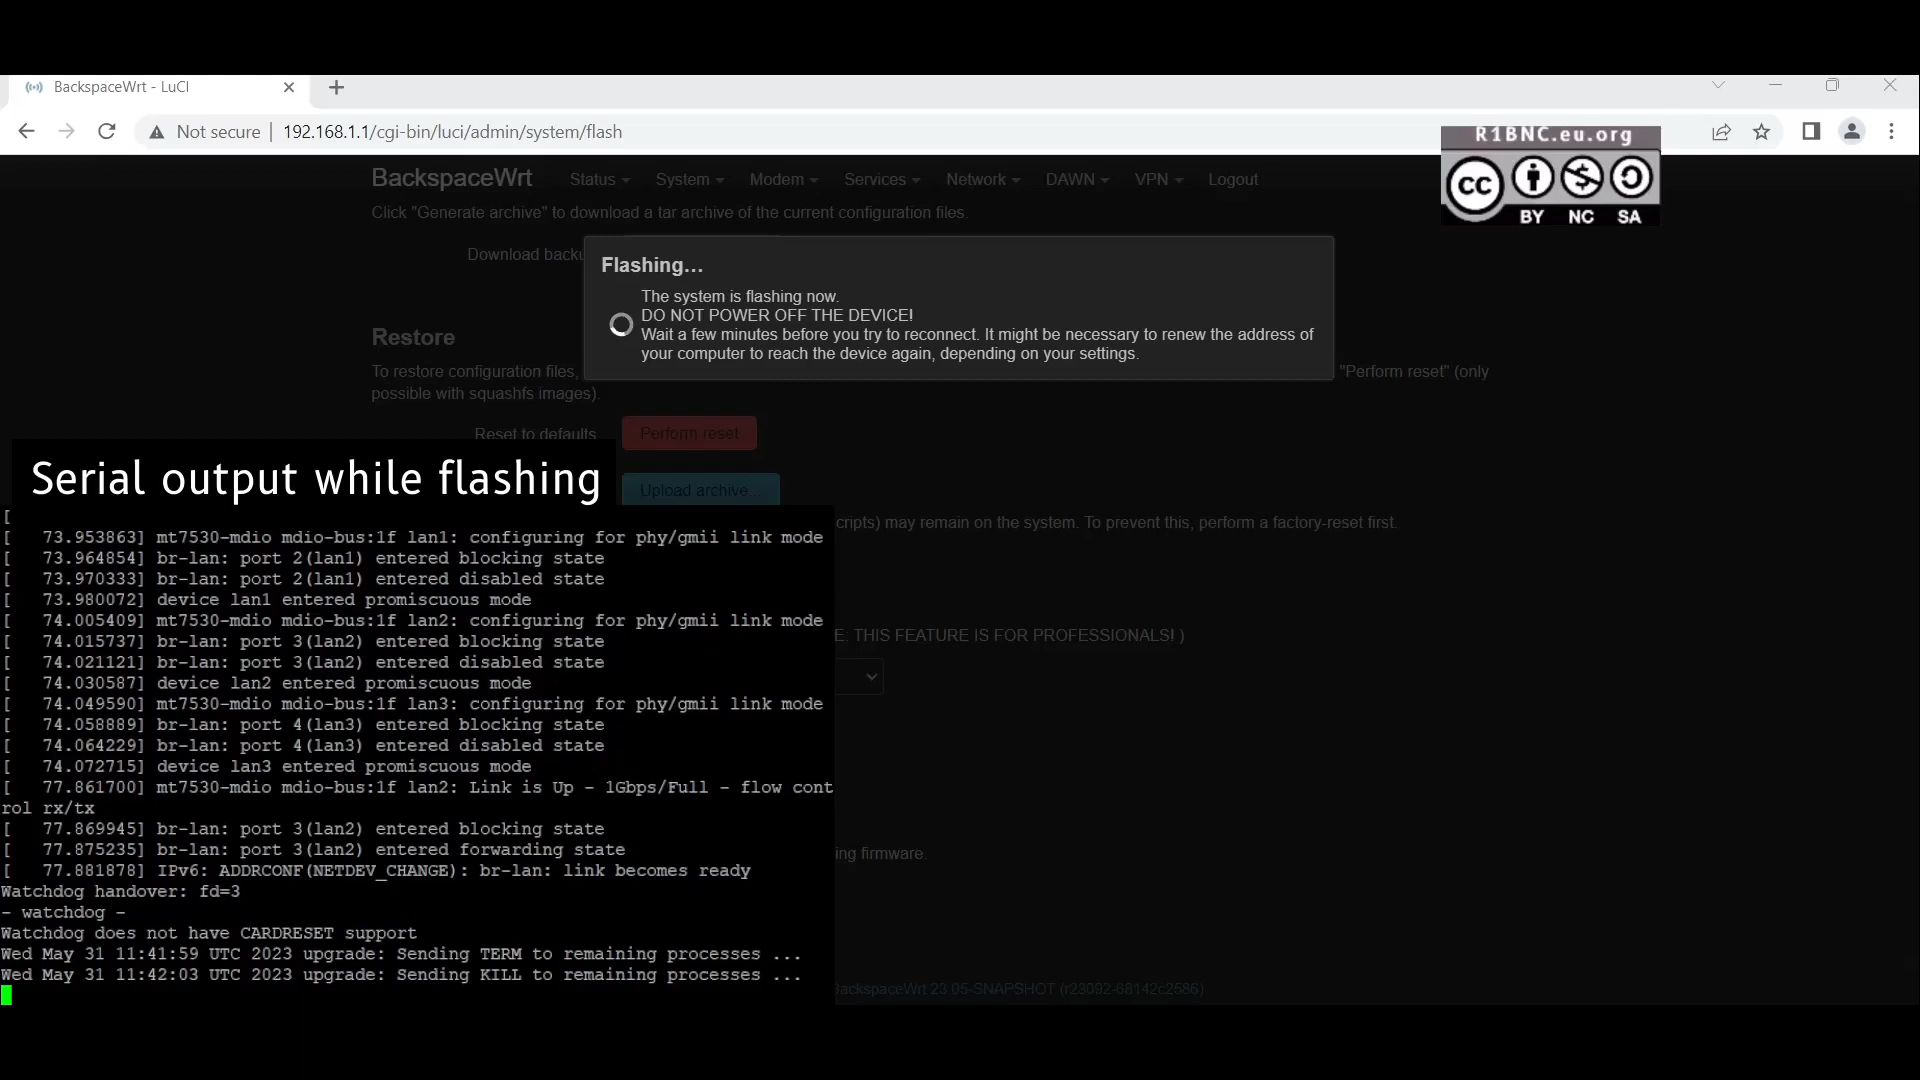 BackspaceWrt - LuCI
Not secure | 192.168.1.1/cgi-bin/luci/admin/system/flash
R1BNC.eu.org
CC
BY NC SA
BackspaceWrt Status System Modem Services Network DAWN VPN Logout
Click "Generate archive" to download a tar archive of the current configuration files.
Download backu
Flashing…
The system is flashing now.
DO NOT POWER OFF THE DEVICE!
Wait a few minutes before you try to reconnect. It might be necessary to renew the address of
your computer to reach the device again, depending on your settings.
Restore
To restore configuration files, "Perform reset" (only
possible with squashfs images).
Reset to defaults Perform reset
Upload archive...
Serial output while flashing
cripts) may remain on the system. To prevent this, perform a factory-reset first.
E: THIS FEATURE IS FOR PROFESSIONALS! )
ing firmware.
BackspaceWrt 23.05-SNAPSHOT (r23092-68142c2586)
[
[   73.953863] mt7530-mdio mdio-bus:1f lan1: configuring for phy/gmii link mode
[   73.964854] br-lan: port 2(lan1) entered blocking state
[   73.970333] br-lan: port 2(lan1) entered disabled state
[   73.980072] device lan1 entered promiscuous mode
[   74.005409] mt7530-mdio mdio-bus:1f lan2: configuring for phy/gmii link mode
[   74.015737] br-lan: port 3(lan2) entered blocking state
[   74.021121] br-lan: port 3(lan2) entered disabled state
[   74.030587] device lan2 entered promiscuous mode
[   74.049590] mt7530-mdio mdio-bus:1f lan3: configuring for phy/gmii link mode
[   74.058889] br-lan: port 4(lan3) entered blocking state
[   74.064229] br-lan: port 4(lan3) entered disabled state
[   74.072715] device lan3 entered promiscuous mode
[   77.861700] mt7530-mdio mdio-bus:1f lan2: Link is Up - 1Gbps/Full - flow cont
rol rx/tx
[   77.869945] br-lan: port 3(lan2) entered blocking state
[   77.875235] br-lan: port 3(lan2) entered forwarding state
[   77.881878] IPv6: ADDRCONF(NETDEV_CHANGE): br-lan: link becomes ready
Watchdog handover: fd=3
- watchdog -
Watchdog does not have CARDRESET support
Wed May 31 11:41:59 UTC 2023 upgrade: Sending TERM to remaining processes ...
Wed May 31 11:42:03 UTC 2023 upgrade: Sending KILL to remaining processes ...